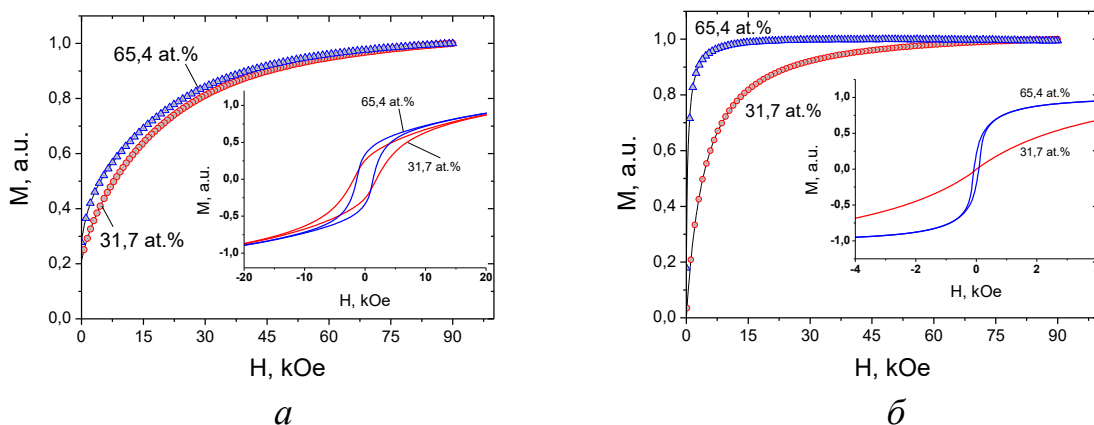 M, a.u.
1,0
0,8
0,6
0,4
0,2
0,0
65,4 at.%
31,7 at.%
0 15 30 45 60 75 90
H, kOe
M, a.u.
1,0
0,5
0,0
-0,5
-1,0
65,4 at.%
31,7 at.%
-20 -10 0 10 20
H, kOe
а
M, a.u.
1,0
0,8
0,6
0,4
0,2
0,0
65,4 at.%
31,7 at.%
0 15 30 45 60 75 90
H, kOe
M, a.u.
1,0
0,5
0,0
-0,5
-1,0
65,4 at.%
31,7 at.%
-4 -2 0 2
H, kOe
б